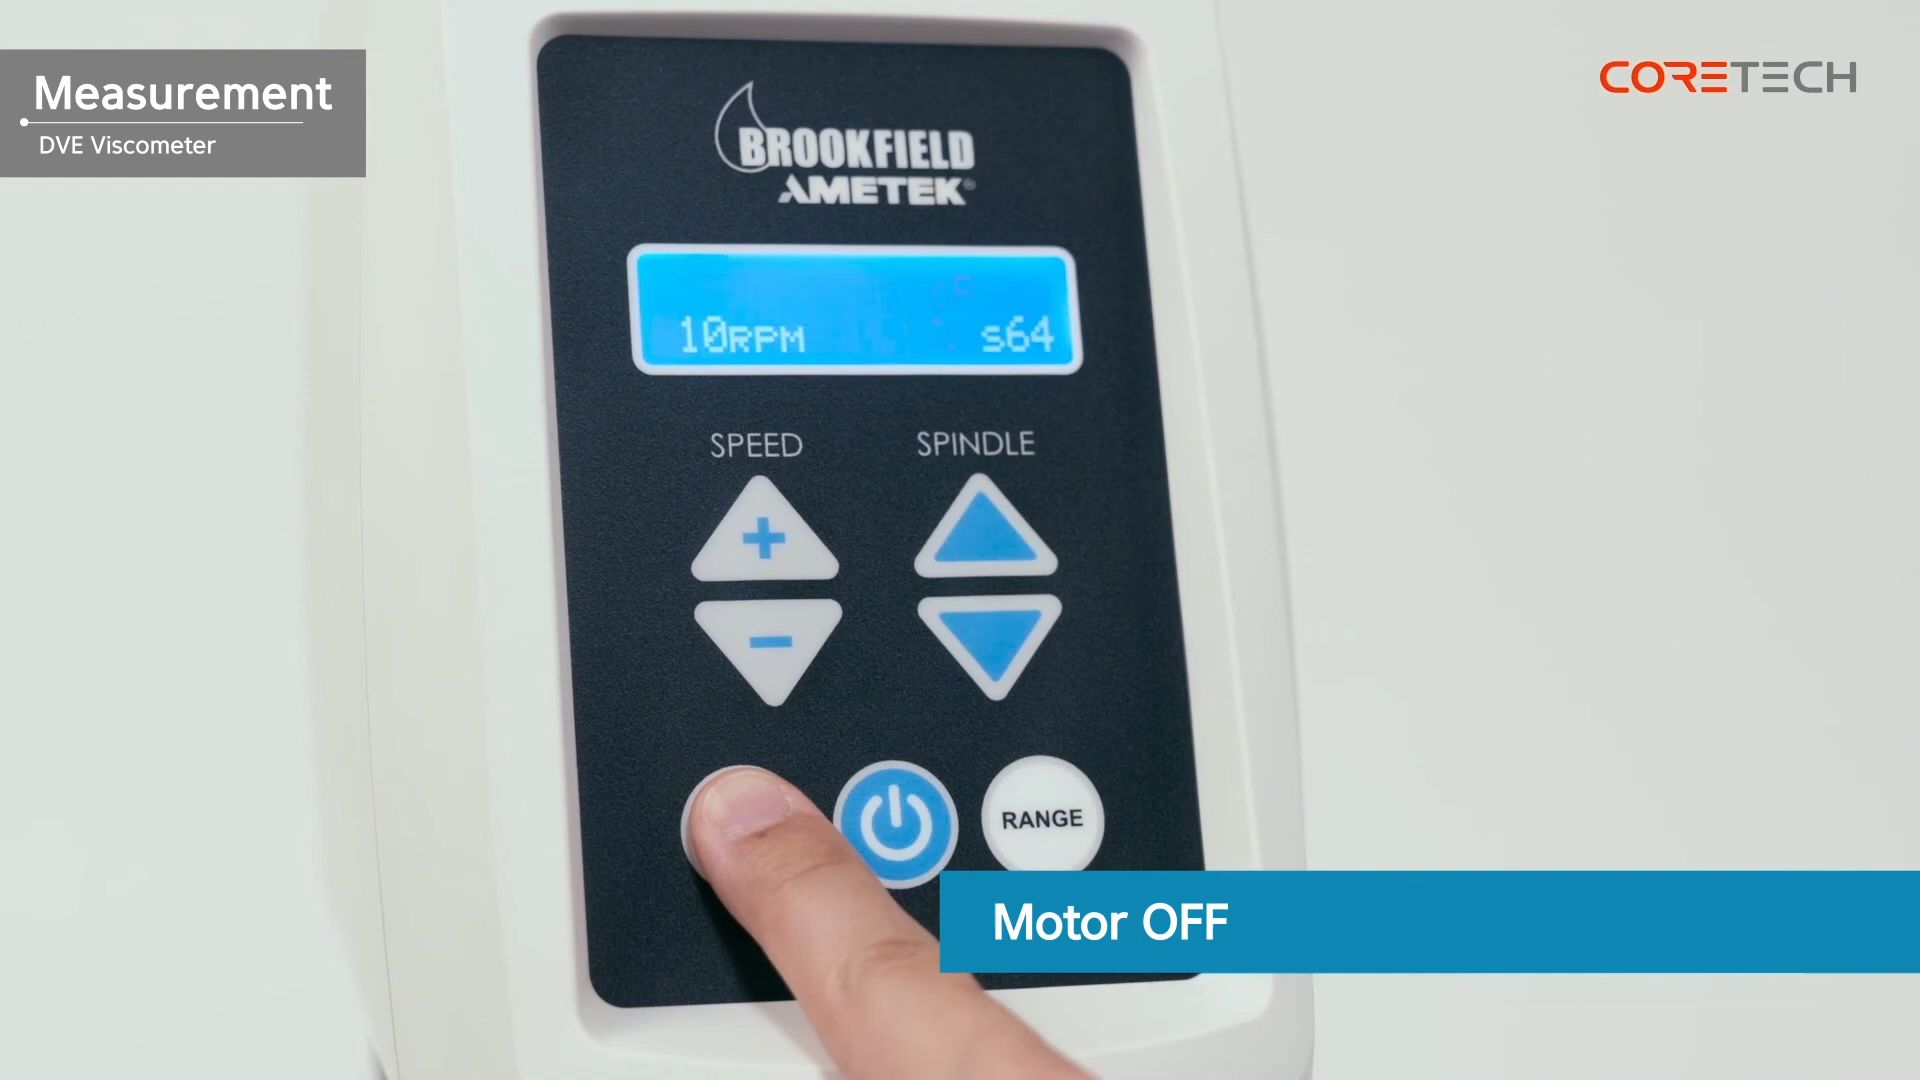 Measurement
DVE Viscometer
CORETECH
BROOKFIELD
AMETEK®
10RPM s64
SPEED SPINDLE
RANGE
Motor OFF